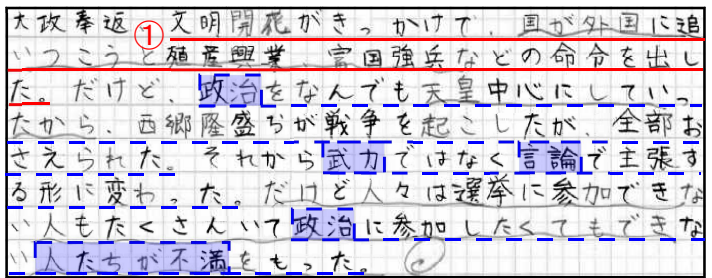 大政奉返、①文明開花がきっかけで、国が外国に追
いつこうと殖産興業、富国強兵などの命令を出し
た。だけど、政治をなんでも天皇中心にしていっ
たから、西郷隆盛らが戦争を起こしたが、全部お
さえられた。それから武力ではなく言論で主張す
る形に変わった。だけど人々は選挙に参加できな
い人もたくさんいて政治に参加したくてもできな
い人たちが不満をもった。